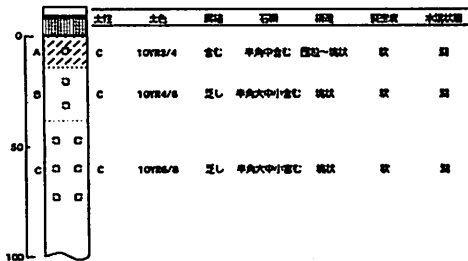 土性 土色 腐植 石礫 構造 堅密度 水湿状態
0
A C 10YR3/4 含む 半角中含む 団粒～塊状 軟 潤
B C 10YR4/6 乏し 半角大中小含む 塊状 軟 潤
50
C C 10YR6/8 乏し 半角大中小含む 塊状 軟 潤
100